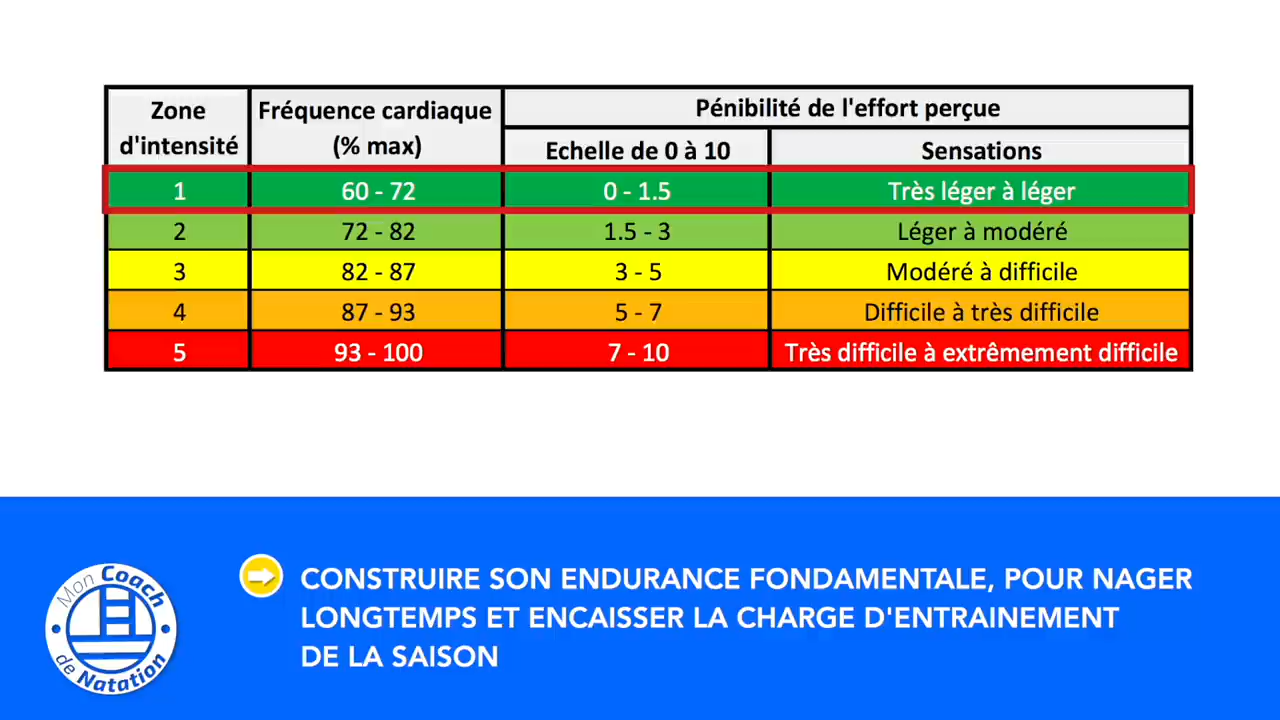 Zone d'intensité
Fréquence cardiaque (% max)
Pénibilité de l'effort perçue
Echelle de 0 à 10
Sensations
1 60 - 72 0 - 1.5 Très léger à léger
2 72 - 82 1.5 - 3 Léger à modéré
3 82 - 87 3 - 5 Modéré à difficile
4 87 - 93 5 - 7 Difficile à très difficile
5 93 - 100 7 - 10 Très difficile à extrêmement difficile
Mon Coach
de Natation
CONSTRUIRE SON ENDURANCE FONDAMENTALE, POUR NAGER
LONGTEMPS ET ENCAISSER LA CHARGE D'ENTRAINEMENT
DE LA SAISON